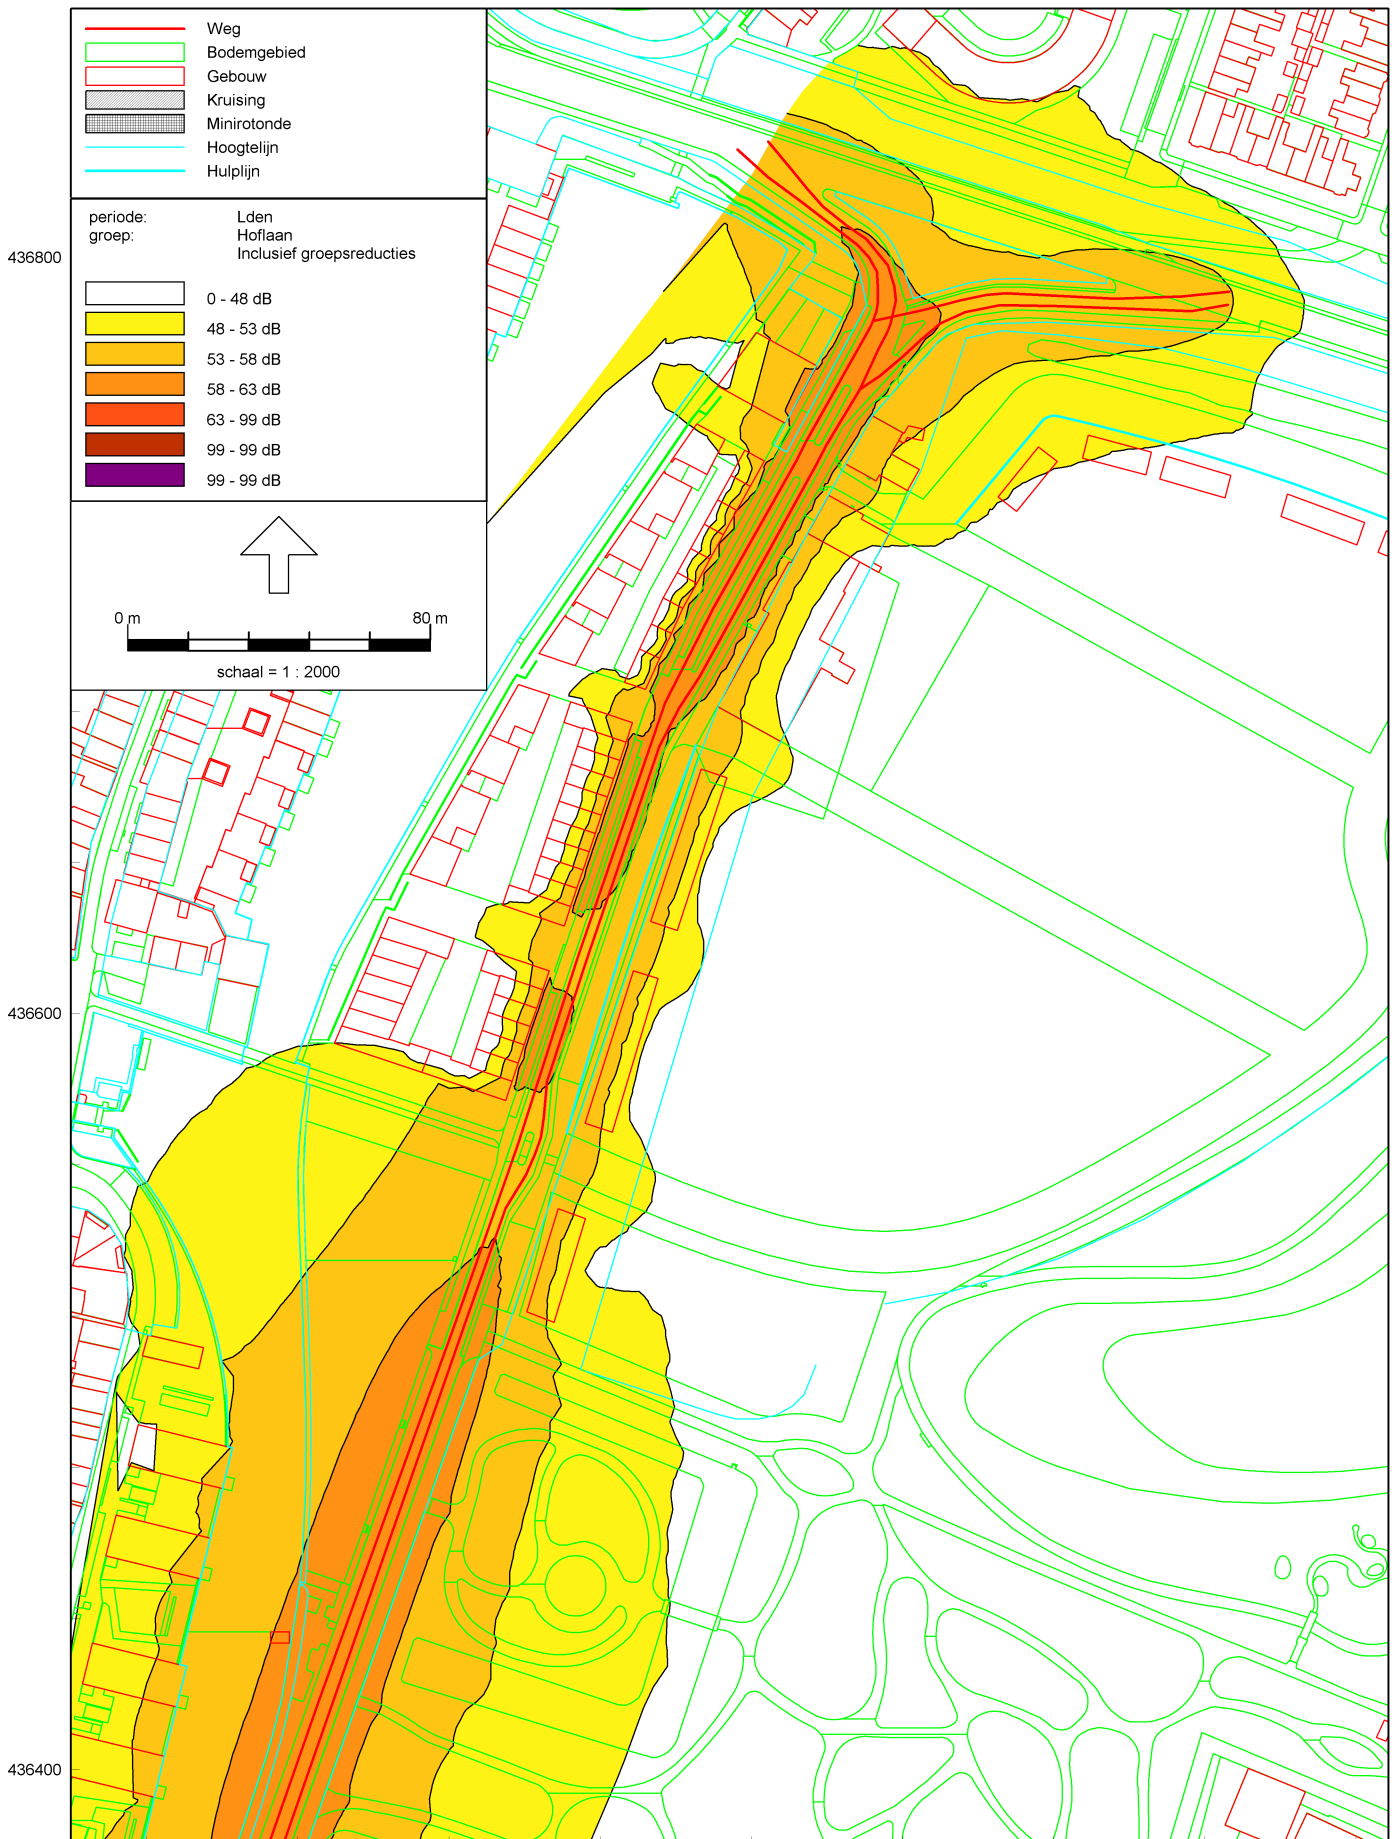 Weg
Bodemgebied
Gebouw
Kruising
Minirotonde
Hoogtelijn
Hulplijn
periode: Lden
groep: Hoflaan
Inclusief groepsreducties
0 - 48 dB
48 - 53 dB
53 - 58 dB
58 - 63 dB
63 - 99 dB
99 - 99 dB
99 - 99 dB
0 m 80 m
schaal = 1 : 2000
436800
436600
436400